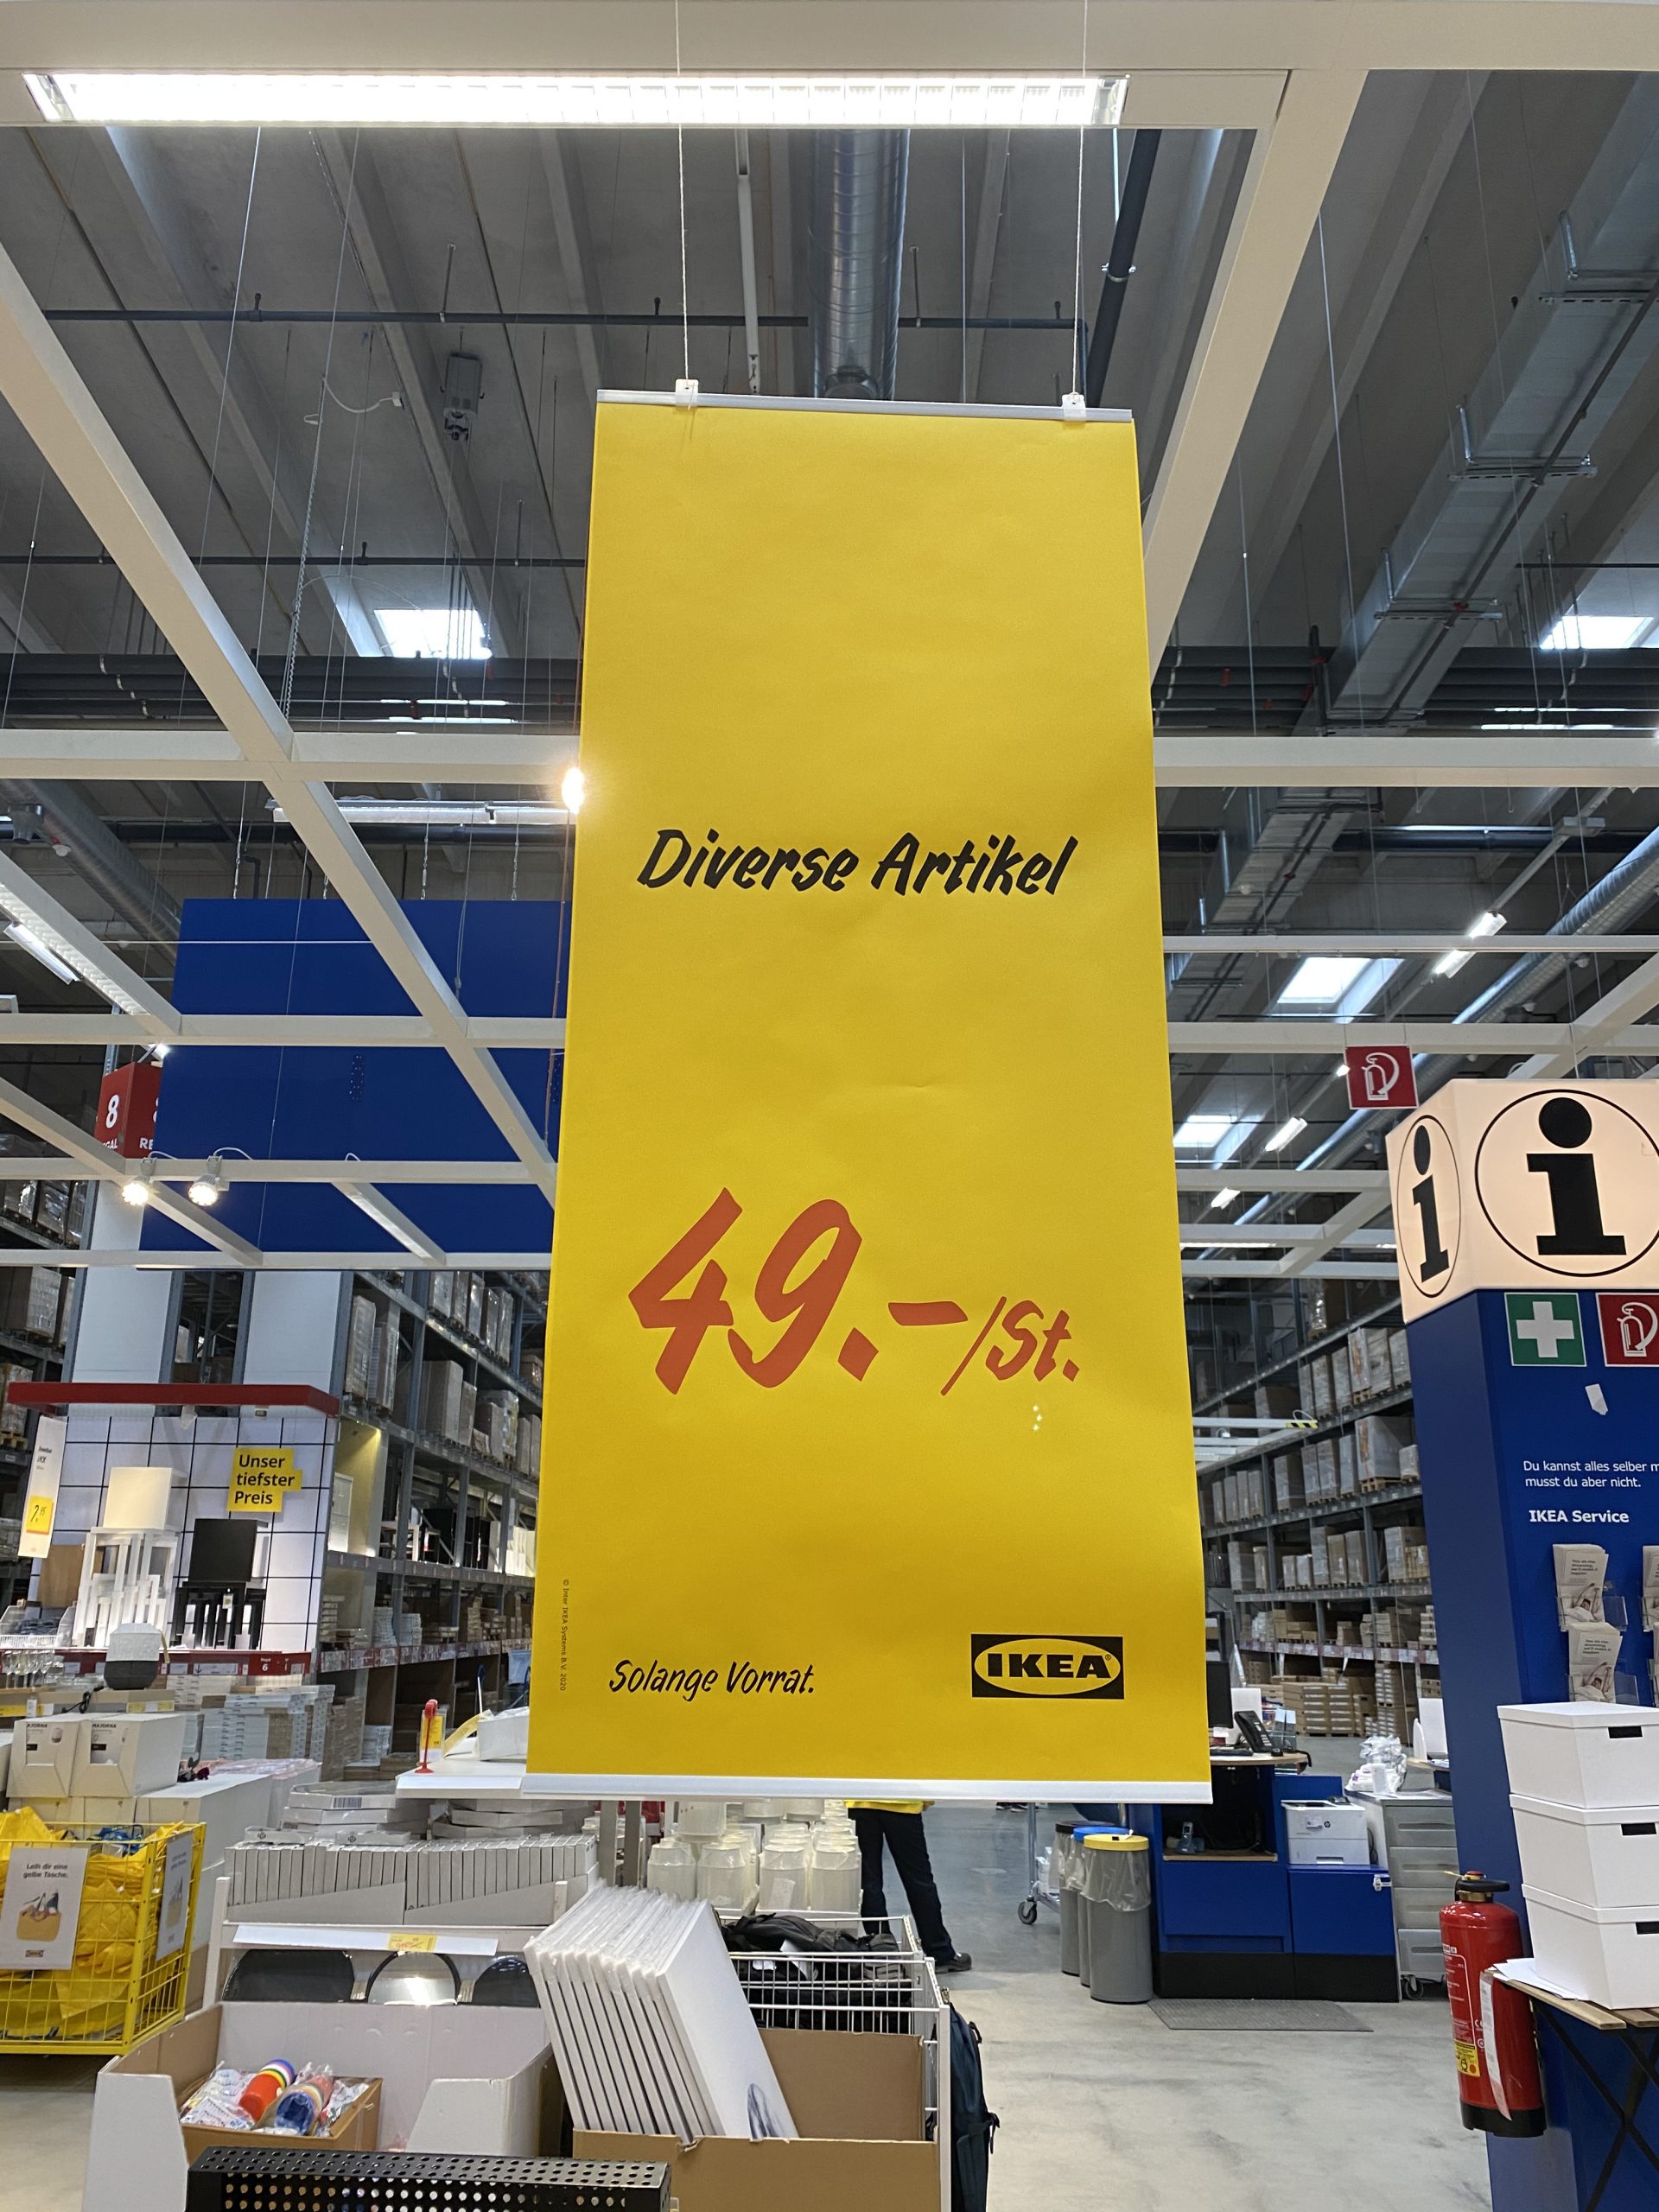 Diverse Artikel
49.-/St.
Solange Vorrat.
IKEA
© Inter IKEA Systems B.V. 2020
8
Unser
tiefster
Preis
Du kannst alles selber
musst du aber nicht.
IKEA Service
Leih dir eine
gelbe Tasche.